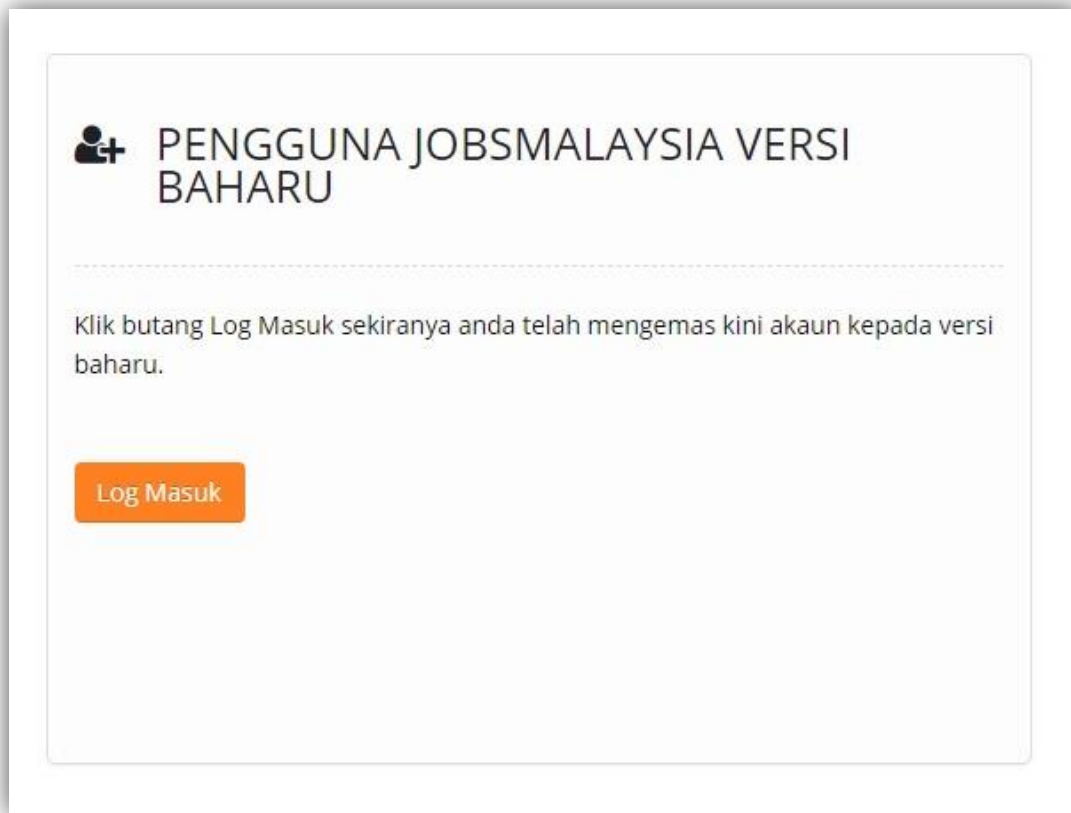 PENGGUNA JOBSMALAYSIA VERSI
BAHARU
Klik butang Log Masuk sekiranya anda telah mengemas kini akaun kepada versi
baharu.
Log Masuk